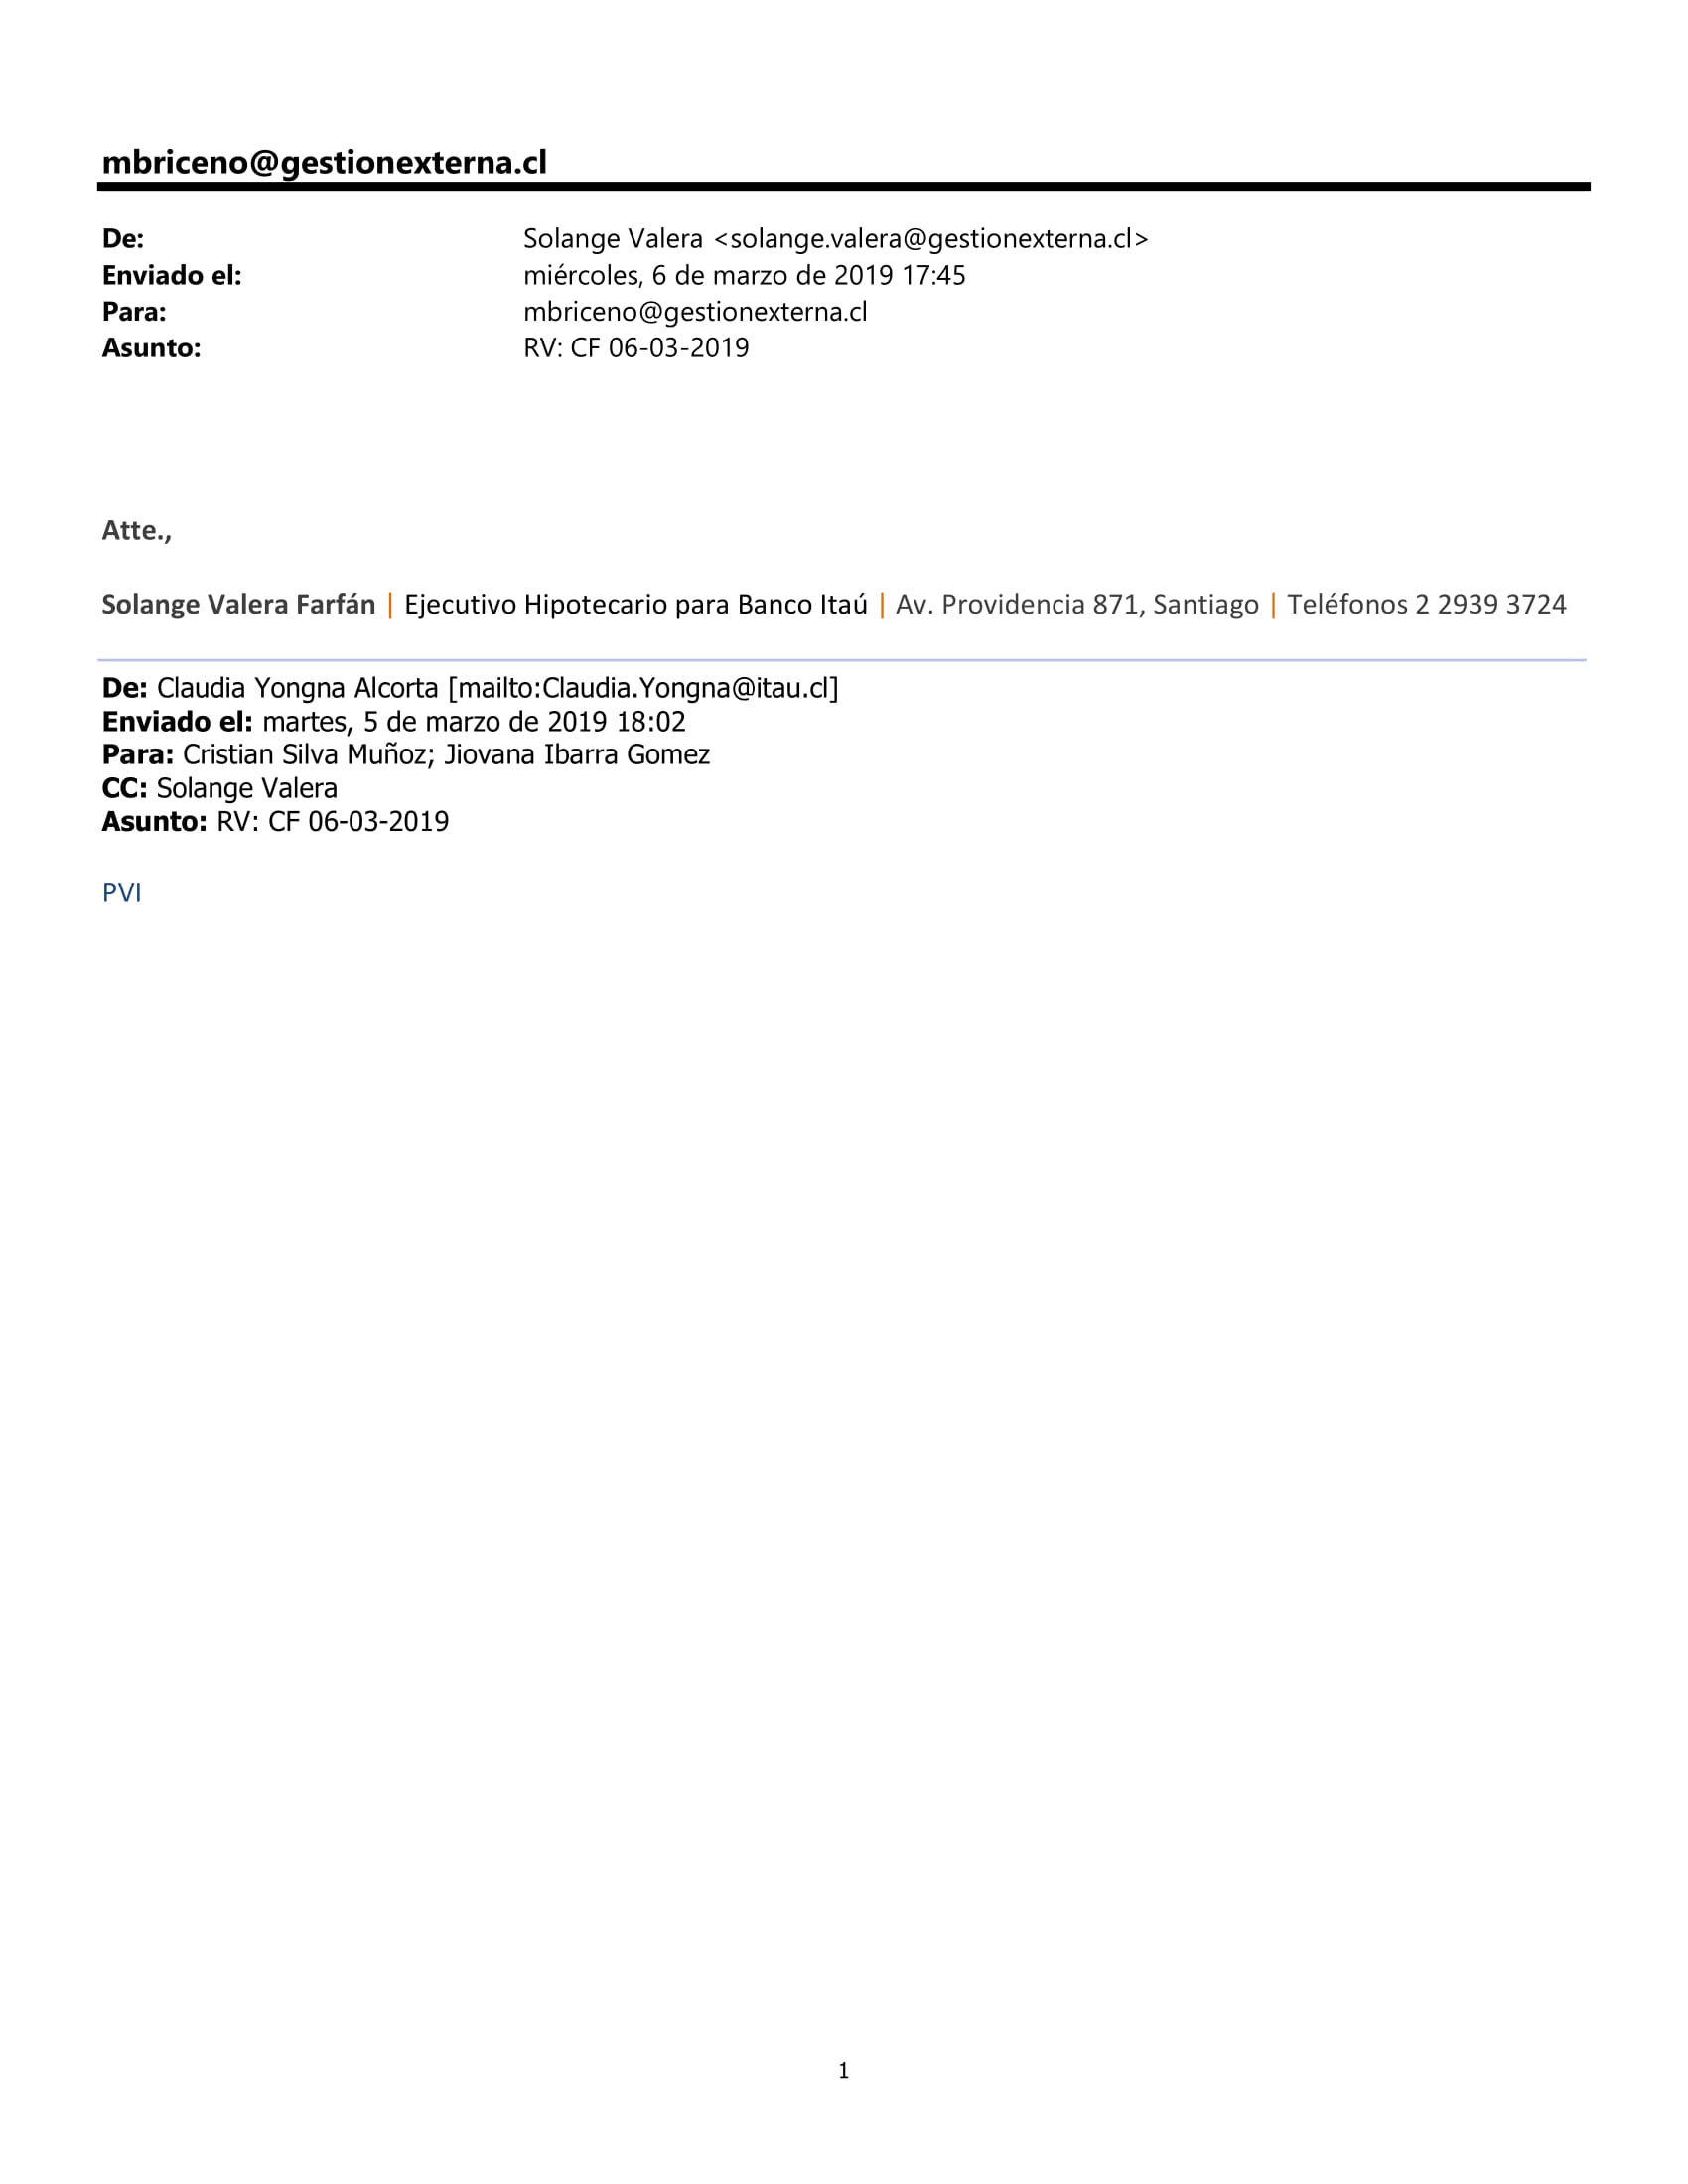 mbriceno@gestionexterna.cl
De: Solange Valera <solange.valera@gestionexterna.cl>
Enviado el: miércoles, 6 de marzo de 2019 17:45
Para: mbriceno@gestionexterna.cl
Asunto: RV: CF 06-03-2019
Atte.,
Solange Valera Farfán | Ejecutivo Hipotecario para Banco Itaú | Av. Providencia 871, Santiago | Teléfonos 2 2939 3724
De: Claudia Yongna Alcorta [mailto:Claudia.Yongna@itau.cl]
Enviado el: martes, 5 de marzo de 2019 18:02
Para: Cristian Silva Muñoz; Jiovana Ibarra Gomez
CC: Solange Valera
Asunto: RV: CF 06-03-2019
PVI
1